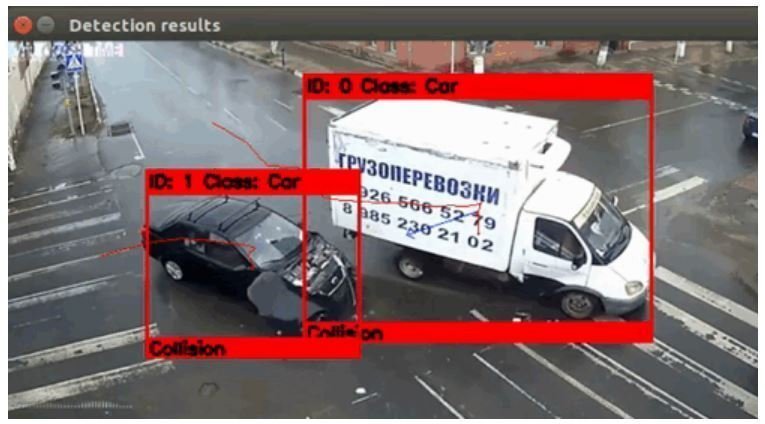 Detection results
ID: 0 Class: Car
ID: 1 Class: Car
ГРУЗОПЕРЕВОЗКИ
926 566 52 79
8 985 230 21 02
Collision
Collision